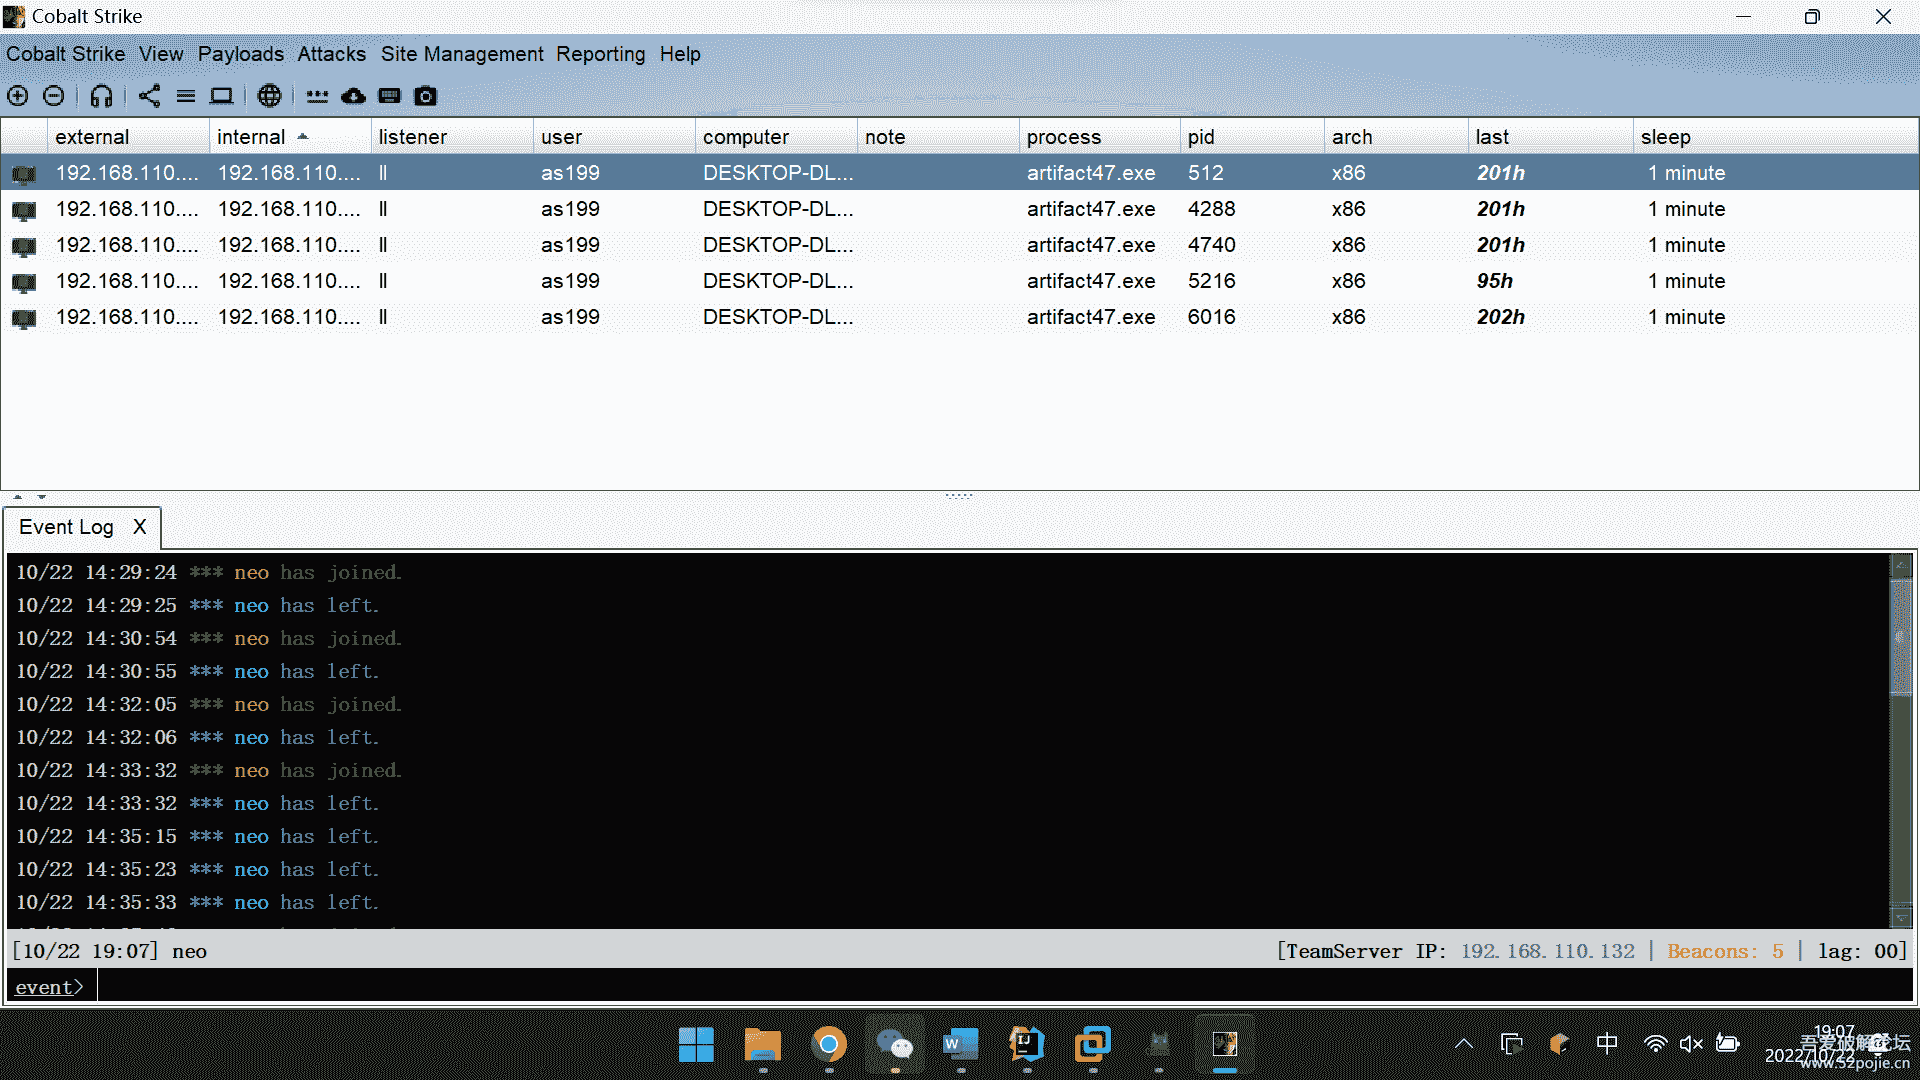 Cobalt Strike
Cobalt Strike View Payloads Attacks Site Management Reporting Help
external internal listener user computer note process pid arch last sleep
192.168.110.... 192.168.110.... ll as199 DESKTOP-DL... artifact47.exe 512 x86 201h 1 minute
192.168.110.... 192.168.110.... ll as199 DESKTOP-DL... artifact47.exe 4288 x86 201h 1 minute
192.168.110.... 192.168.110.... ll as199 DESKTOP-DL... artifact47.exe 4740 x86 201h 1 minute
192.168.110.... 192.168.110.... ll as199 DESKTOP-DL... artifact47.exe 5216 x86 95h 1 minute
192.168.110.... 192.168.110.... ll as199 DESKTOP-DL... artifact47.exe 6016 x86 202h 1 minute
Event Log X
10/22 14:29:24 *** neo has joined.
10/22 14:29:25 *** neo has left.
10/22 14:30:54 *** neo has joined.
10/22 14:30:55 *** neo has left.
10/22 14:32:05 *** neo has joined.
10/22 14:32:06 *** neo has left.
10/22 14:33:32 *** neo has joined.
10/22 14:33:32 *** neo has left.
10/22 14:35:15 *** neo has left.
10/22 14:35:23 *** neo has left.
10/22 14:35:33 *** neo has left.
[10/22 19:07] neo [TeamServer IP: 192.168.110.132 | Beacons: 5 | lag: 00]
event>
W IJ 中 19:07
2022/10/22
吾爱破解论坛
www.52pojie.cn